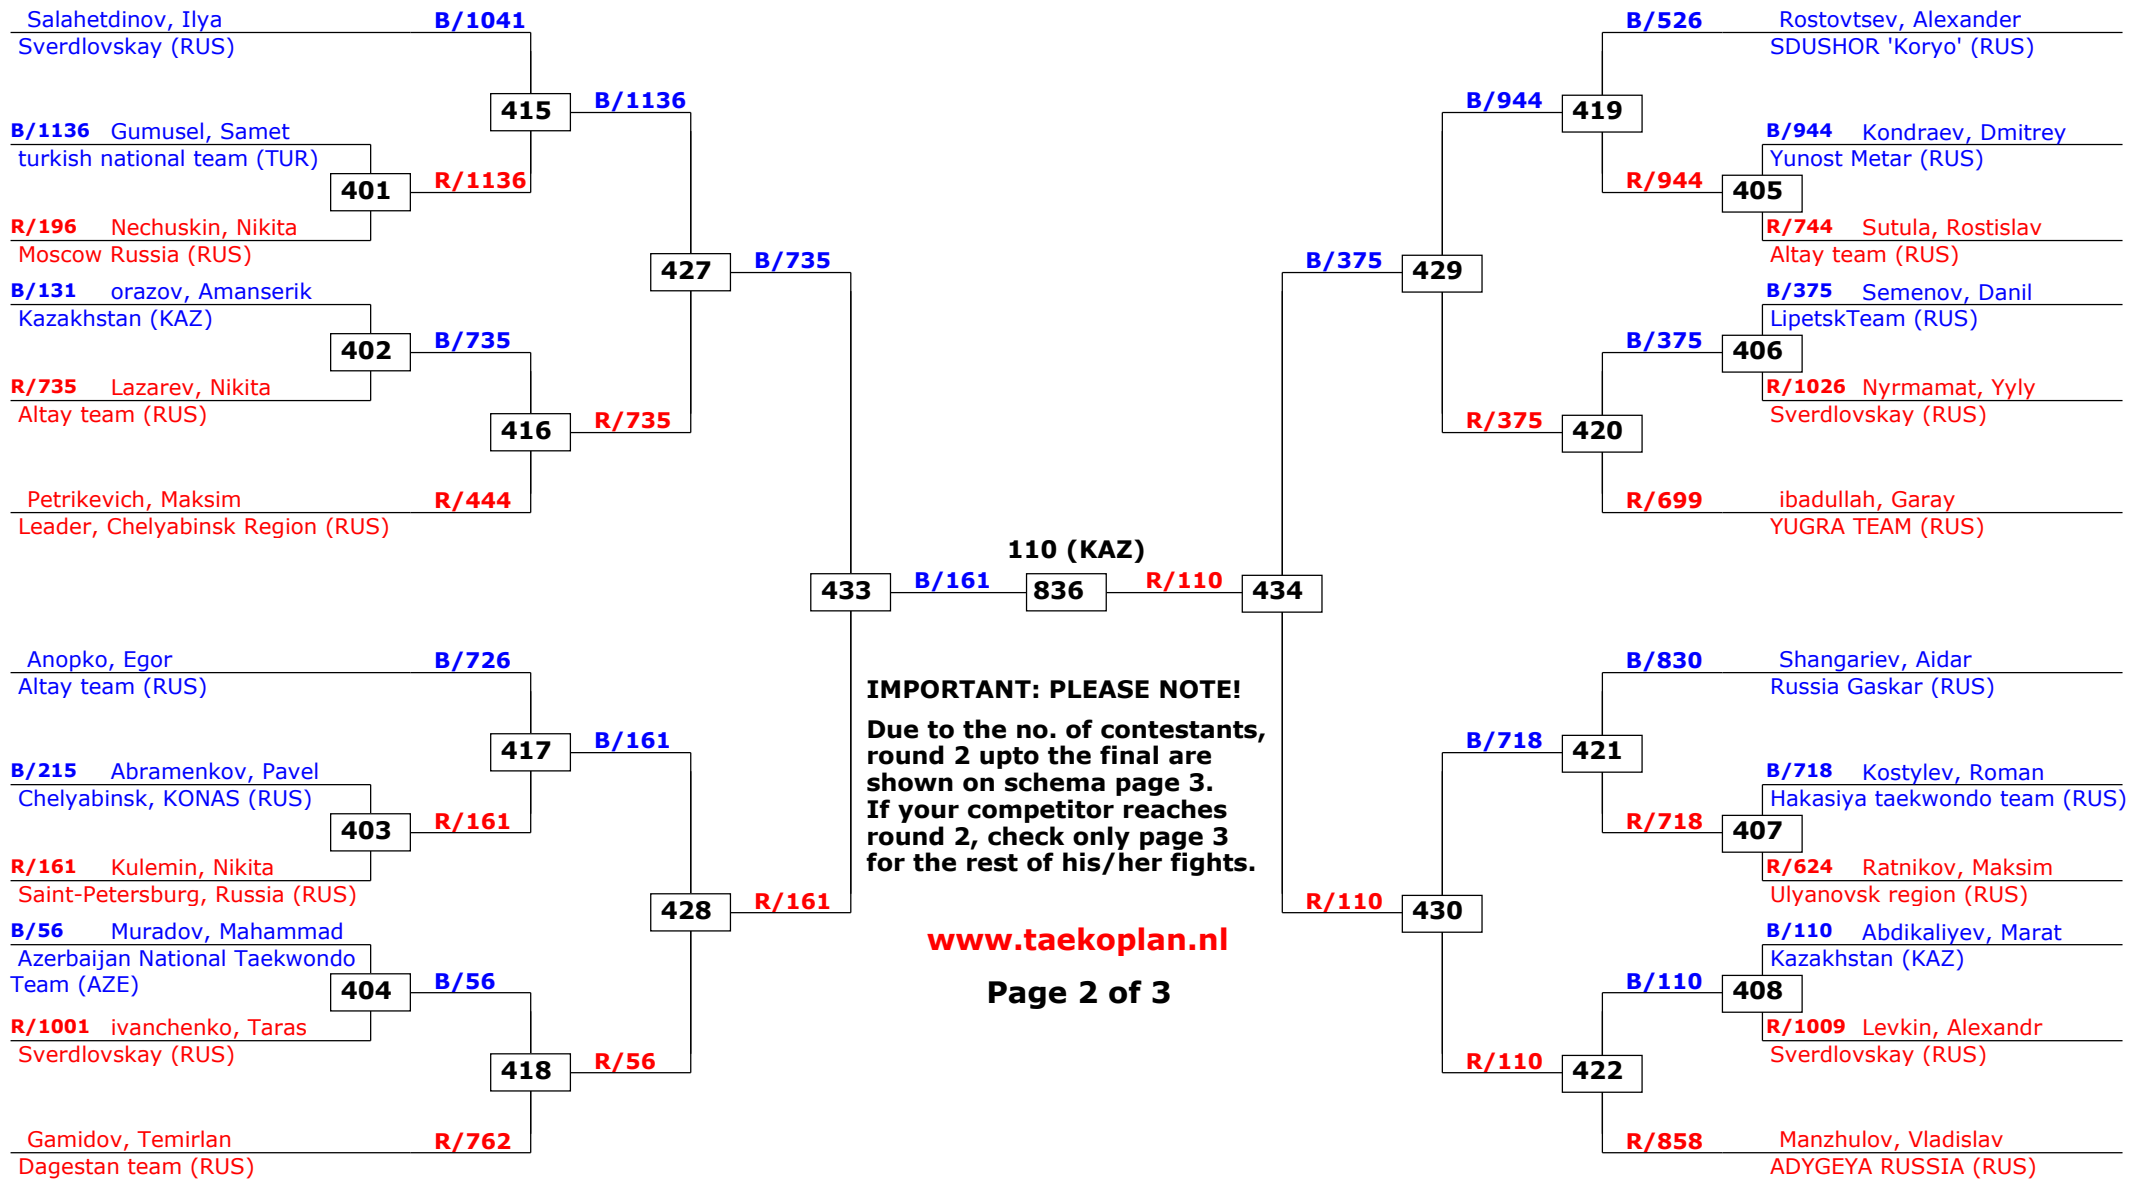 Salahetdinov, Ilya
B/1041
Sverdlovskay (RUS)
415
B/1136
B/1136 Gumusel, Samet
turkish national team (TUR)
401
R/1136
R/196 Nechuskin, Nikita
Moscow Russia (RUS)
427
B/735
B/131 orazov, Amanserik
Kazakhstan (KAZ)
402
B/735
R/735 Lazarev, Nikita
Altay team (RUS)
416
R/735
Petrikevich, Maksim
R/444
Leader, Chelyabinsk Region (RUS)
433
B/161
Anopko, Egor
B/726
Altay team (RUS)
417
B/161
B/215 Abramenkov, Pavel
Chelyabinsk, KONAS (RUS)
403
R/161
R/161 Kulemin, Nikita
Saint-Petersburg, Russia (RUS)
428
R/161
B/56 Muradov, Mahammad
Azerbaijan National Taekwondo
Team (AZE)
404
B/56
R/1001 ivanchenko, Taras
Sverdlovskay (RUS)
418
R/56
Gamidov, Temirlan
R/762
Dagestan team (RUS)
110 (KAZ)
836
R/110
434
IMPORTANT: PLEASE NOTE!
Due to the no. of contestants,
round 2 upto the final are
shown on schema page 3.
If your competitor reaches
round 2, check only page 3
for the rest of his/her fights.
www.taekoplan.nl
Page 2 of 3
B/526
Rostovtsev, Alexander
SDUSHOR 'Koryo' (RUS)
B/944
419
B/944 Kondraev, Dmitrey
Yunost Metar (RUS)
R/944
405
R/744 Sutula, Rostislav
Altay team (RUS)
B/375
429
B/375 Semenov, Danil
LipetskTeam (RUS)
B/375
406
R/1026 Nyrmamat, Yyly
Sverdlovskay (RUS)
R/375
420
R/699
ibadullah, Garay
YUGRA TEAM (RUS)
B/830
Shangariev, Aidar
Russia Gaskar (RUS)
B/718
421
B/718 Kostylev, Roman
Hakasiya taekwondo team (RUS)
R/718
407
R/624 Ratnikov, Maksim
Ulyanovsk region (RUS)
R/110
430
B/110 Abdikaliyev, Marat
Kazakhstan (KAZ)
B/110
408
R/1009 Levkin, Alexandr
Sverdlovskay (RUS)
R/110
422
R/858
Manzhulov, Vladislav
ADYGEYA RUSSIA (RUS)